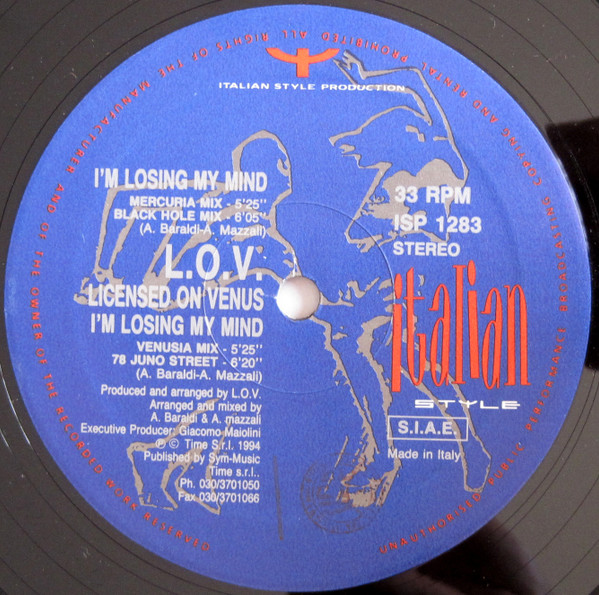 ITALIAN STYLE PRODUCTION
I'M LOSING MY MIND
MERCURIA MIX - 5'25"
BLACK HOLE MIX - 6'05"
(A. Baraldi-A. Mazzali)
L.O.V.
LICENSED ON VENUS
I'M LOSING MY MIND
VENUSIA MIX - 5'25"
78 JUNO STREET - 6'20"
(A. Baraldi-A. Mazzali)
Produced and arranged by L.O.V.
Arranged and mixed by
A. Baraldi & A. mazzali
Executive Producer: Giacomo Maiolini
℗ © Time S.r.l. 1994
Published by Sym-Music
Time s.r.l..
Ph. 030/3701050
Fax 030/3701066
33 RPM
ISP 1283
STEREO
italian
STYLE
S.I.A.E.
Made in Italy
ALL RIGHTS OF THE MANUFACTURER AND OF THE OWNER OF THE RECORDED WORK RESERVED
UNAUTHORISED PUBLIC PERFORMANCE BROADCASTING COPYING AND RENTAL PROHIBITED